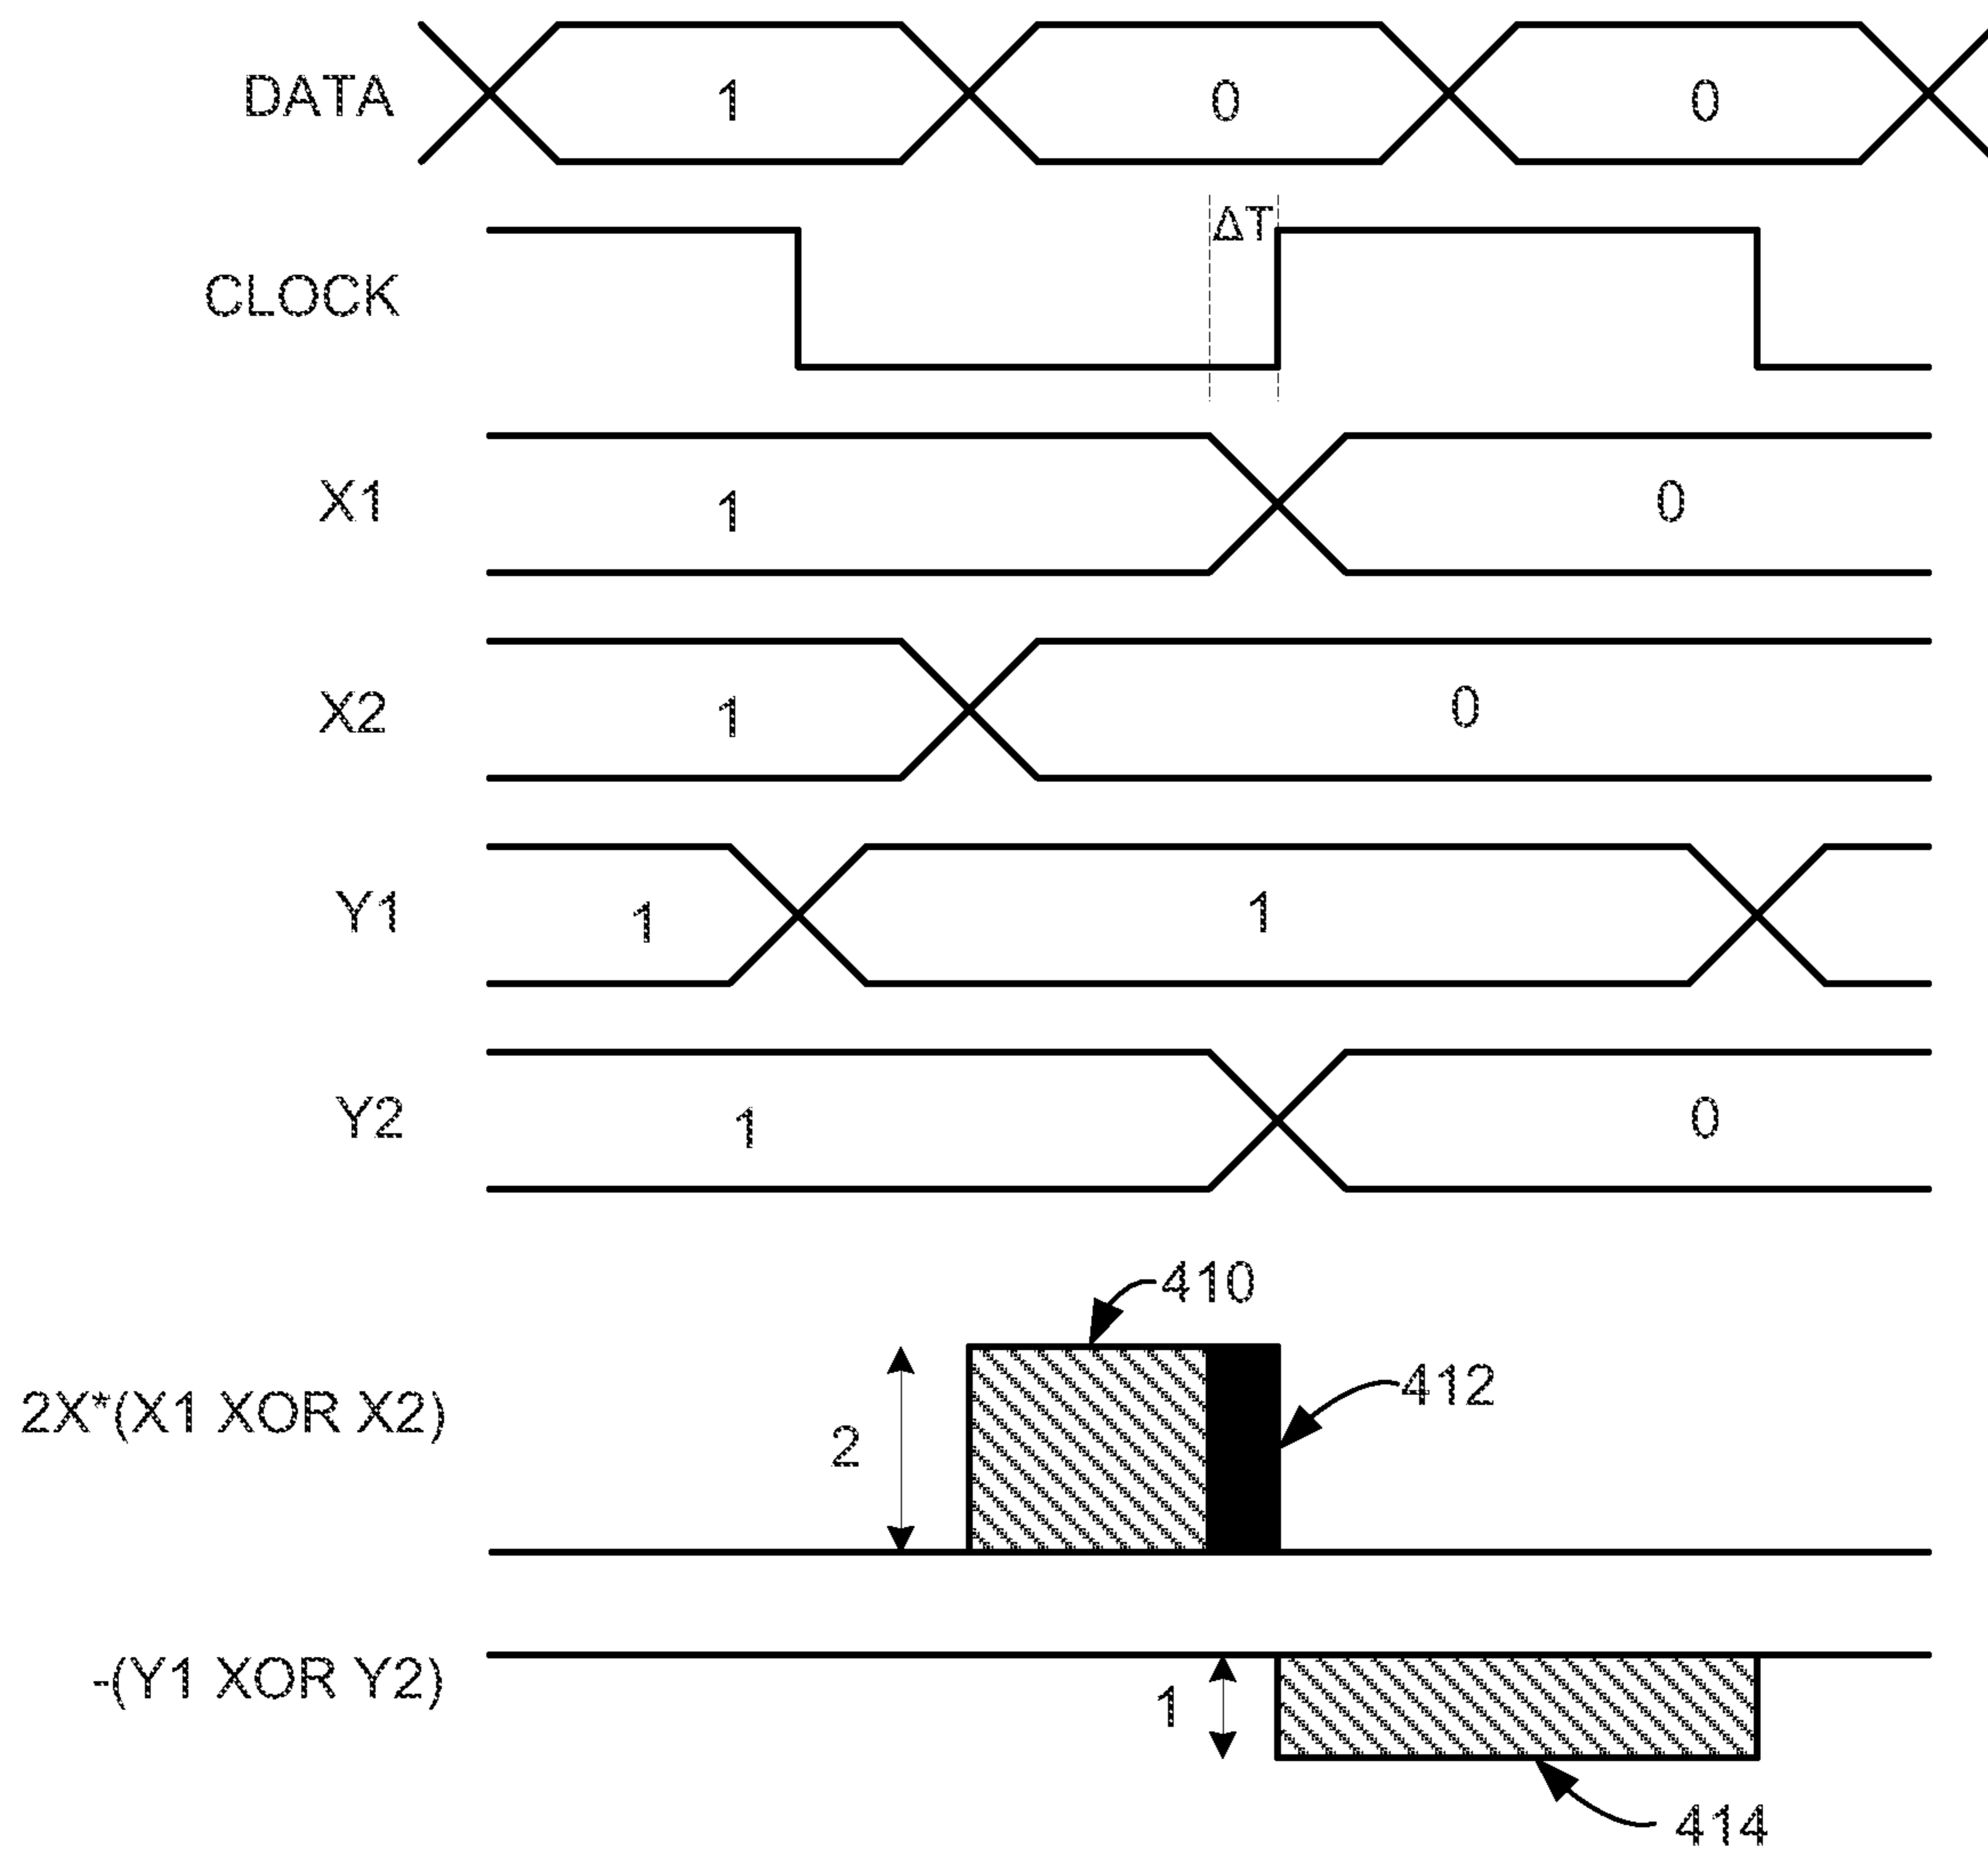 DATA 1 0 0
ΔT
CLOCK
X1 1 0
X2 1 0
Y1 1 1
Y2 1 0
410
2X*(X1 XOR X2) 2 412
-(Y1 XOR Y2) 1
414